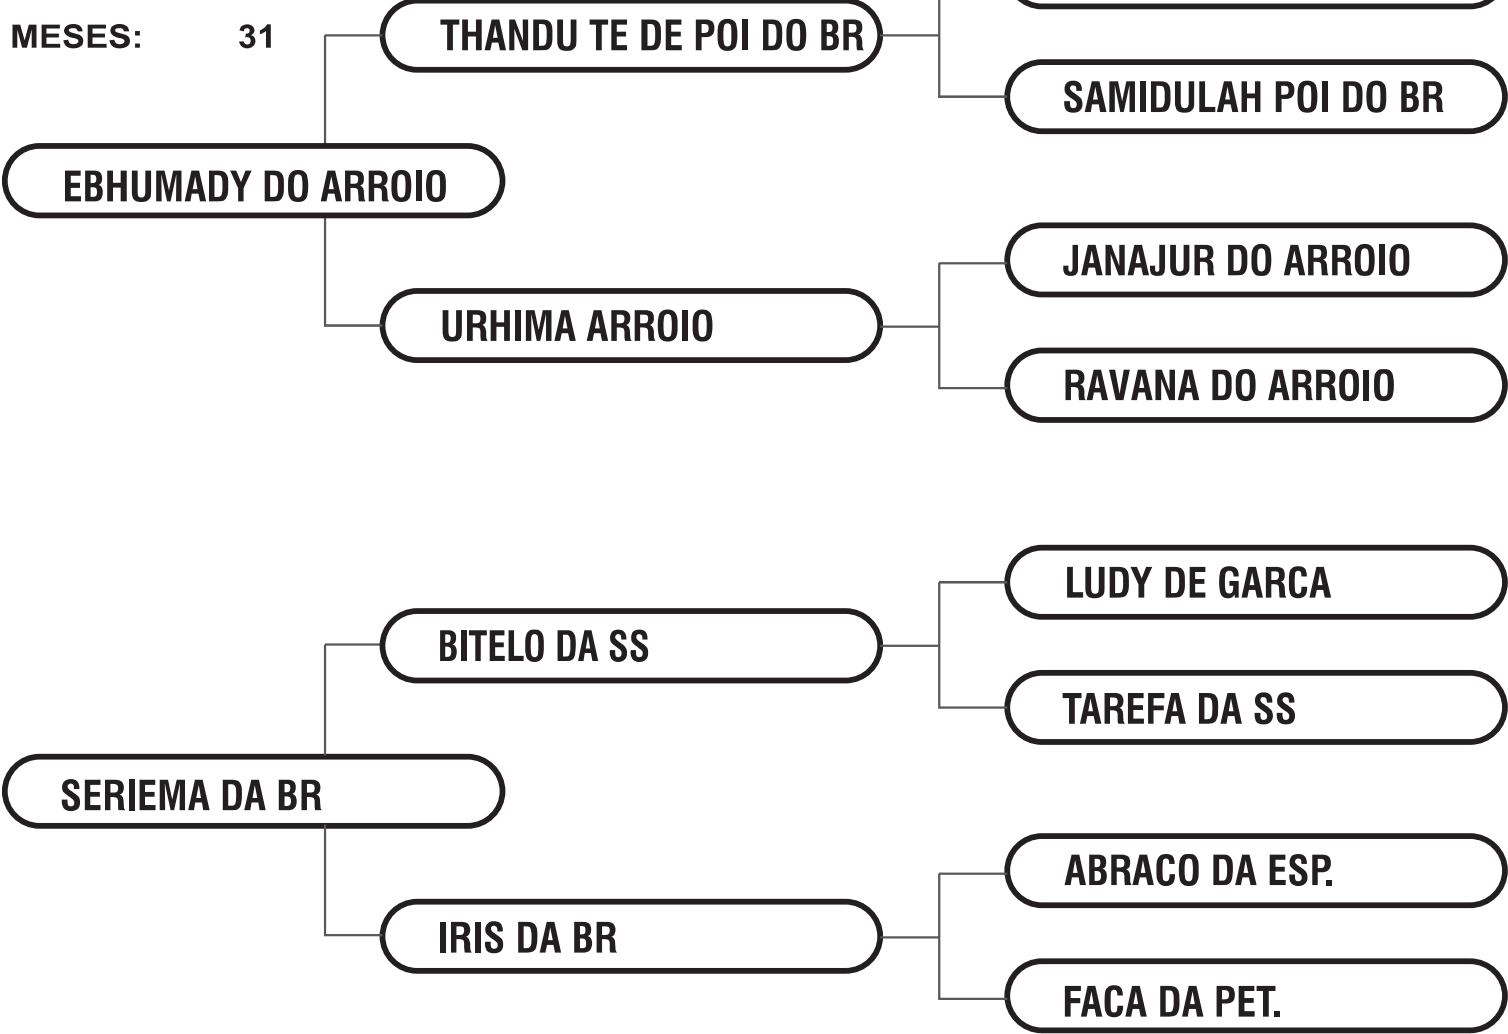 MESES: 31
THANDU TE DE POI DO BR
SAMIDULAH POI DO BR
EBHUMADY DO ARROIO
JANAJUR DO ARROIO
URHIMA ARROIO
RAVANA DO ARROIO
LUDY DE GARCA
BITELO DA SS
TAREFA DA SS
SERIEMA DA BR
ABRACO DA ESP.
IRIS DA BR
FACA DA PET.